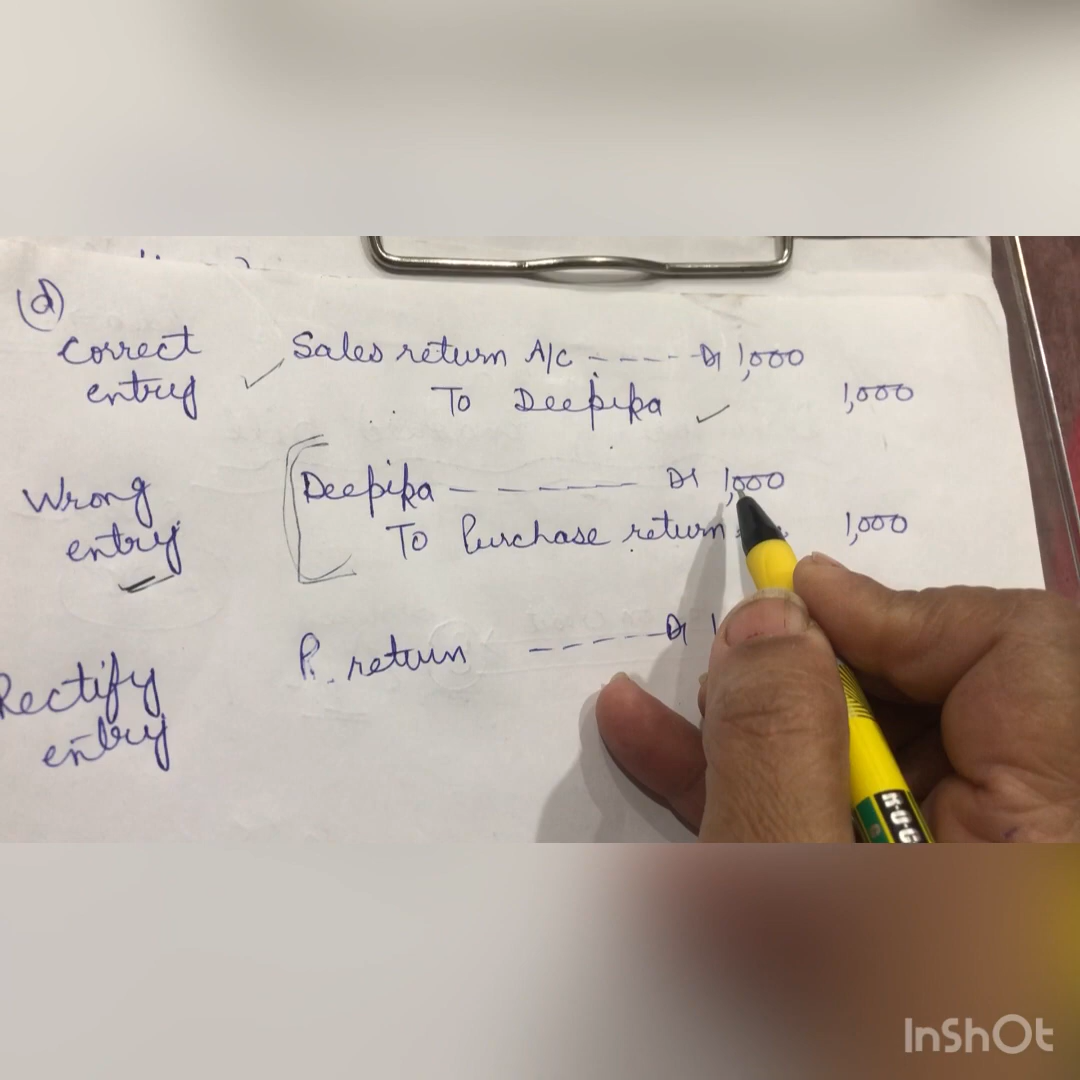 (d)
Correct Sales return A/c ----- Dr 1,000
entry To Deepika 1,000
Wrong Deepika ------- Dr 1,000
entry To Purchase return 1,000
Rectify P. return ----- Dr
entry
InShOt